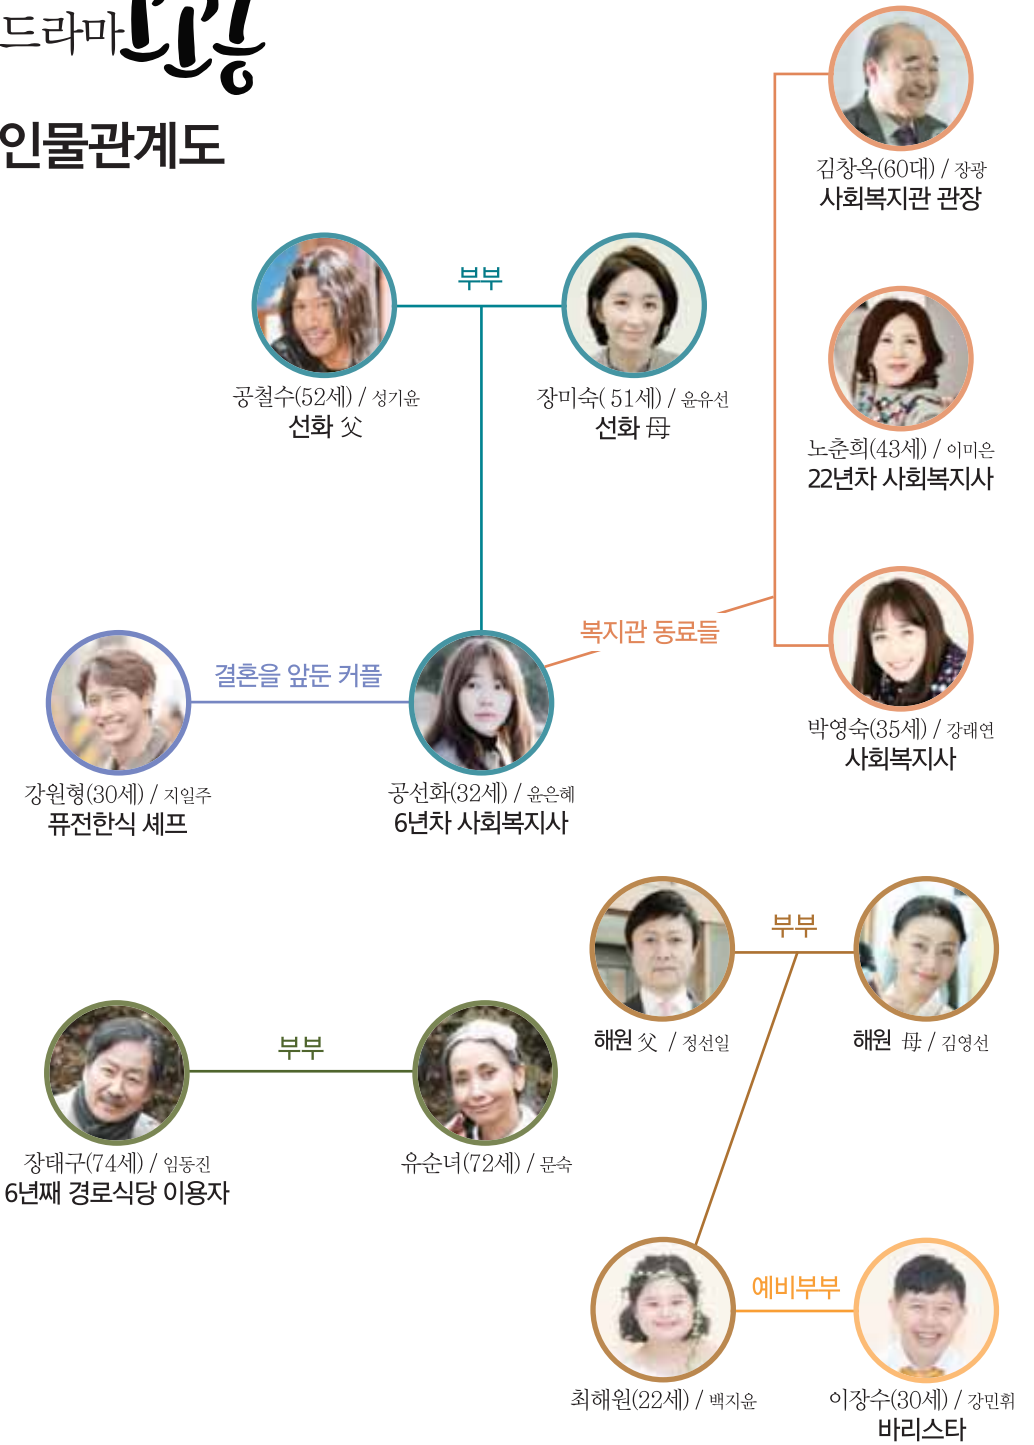 드라마
인물관계도
김창옥(60대) / 장광
사회복지관 관장
부부
공철수(52세) / 성기윤
선화 父
장미숙( 51세) / 윤유선
선화 母
노춘희(43세) / 이미은
22년차 사회복지사
복지관 동료들
결혼을 앞둔 커플
박영숙(35세) / 강래연
사회복지사
강원형(30세) / 지일주
퓨전한식 셰프
공선화(32세) / 윤은혜
6년차 사회복지사
부부
해원 父 / 정선일
해원 母 / 김영선
부부
장태구(74세) / 임동진
6년째 경로식당 이용자
유순녀(72세) / 문숙
예비부부
최해원(22세) / 백지윤
이장수(30세) / 강민휘
바리스타